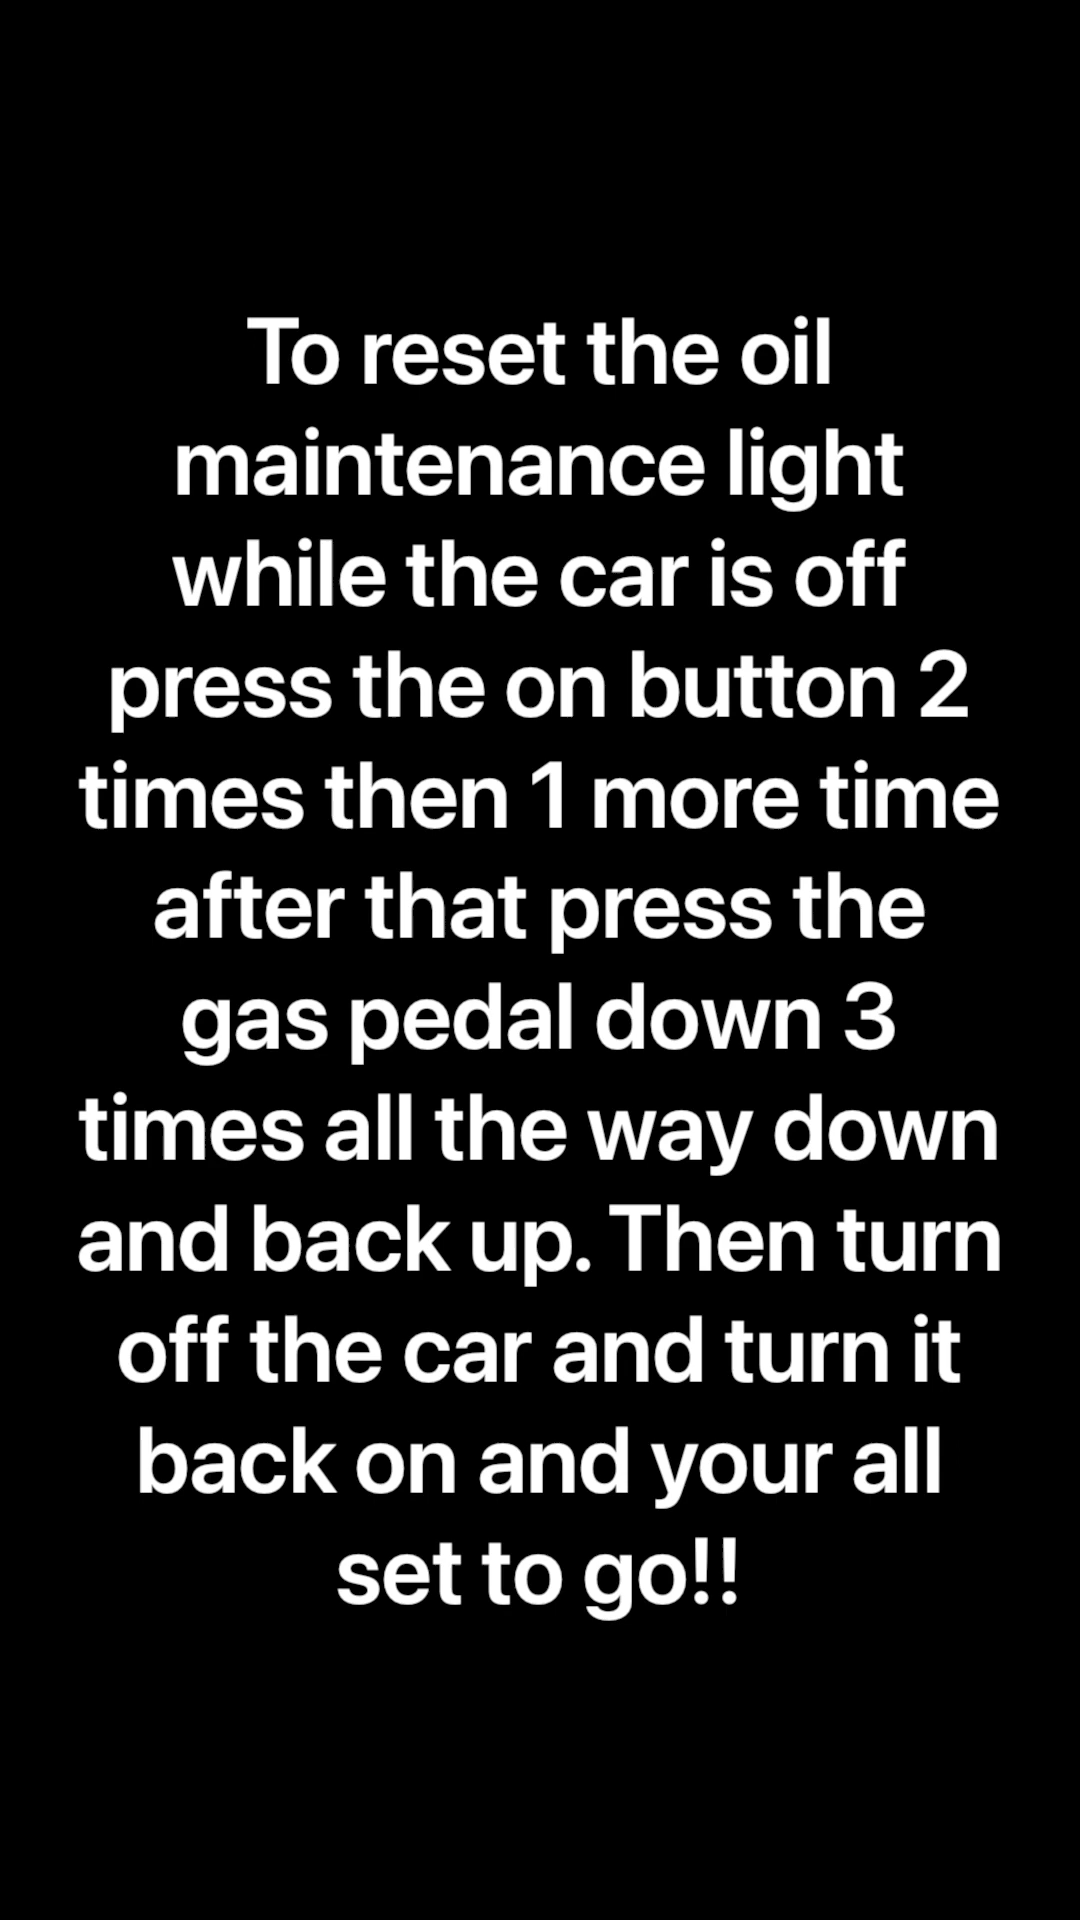 To reset the oil
maintenance light
while the car is off
press the on button 2
times then 1 more time
after that press the
gas pedal down 3
times all the way down
and back up. Then turn
off the car and turn it
back on and your all
set to go!!